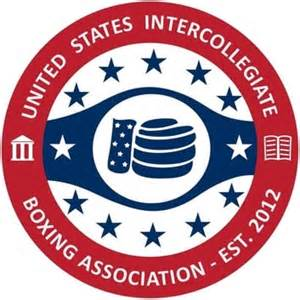 UNITED STATES INTERCOLLEGIATE
BOXING ASSOCIATION - EST. 2012